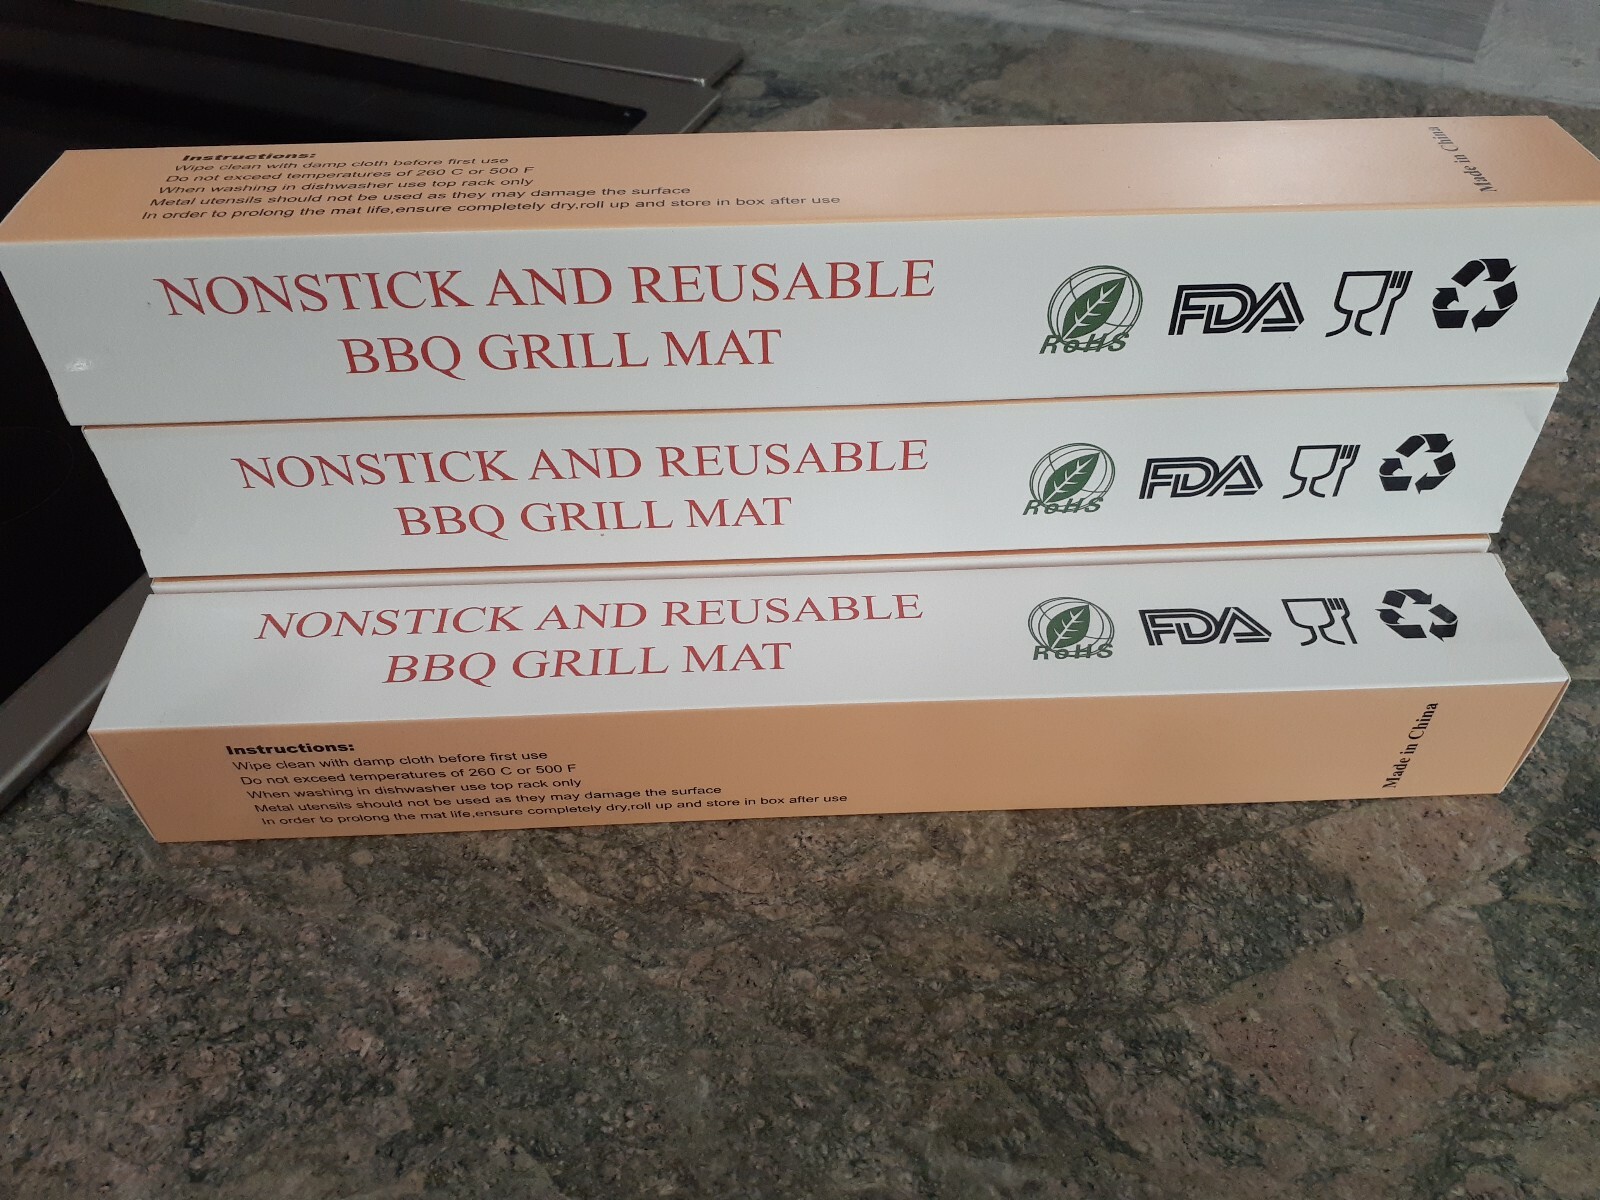 Instructions:
Wipe clean with damp cloth before first use
Do not exceed temperatures of 260 C or 500 F
When washing in dishwasher use top rack only
Metal utensils should not be used as they may damage the surface
In order to prolong the mat life,ensure completely dry,roll up and store in box after use
Made in China
NONSTICK AND REUSABLE
BBQ GRILL MAT
RoHS
FDA
NONSTICK AND REUSABLE
BBQ GRILL MAT
RoHS
FDA
NONSTICK AND REUSABLE
BBQ GRILL MAT
RoHS
FDA
Instructions:
Wipe clean with damp cloth before first use
Do not exceed temperatures of 260 C or 500 F
When washing in dishwasher use top rack only
Metal utensils should not be used as they may damage the surface
In order to prolong the mat life,ensure completely dry,roll up and store in box after use
Made in China